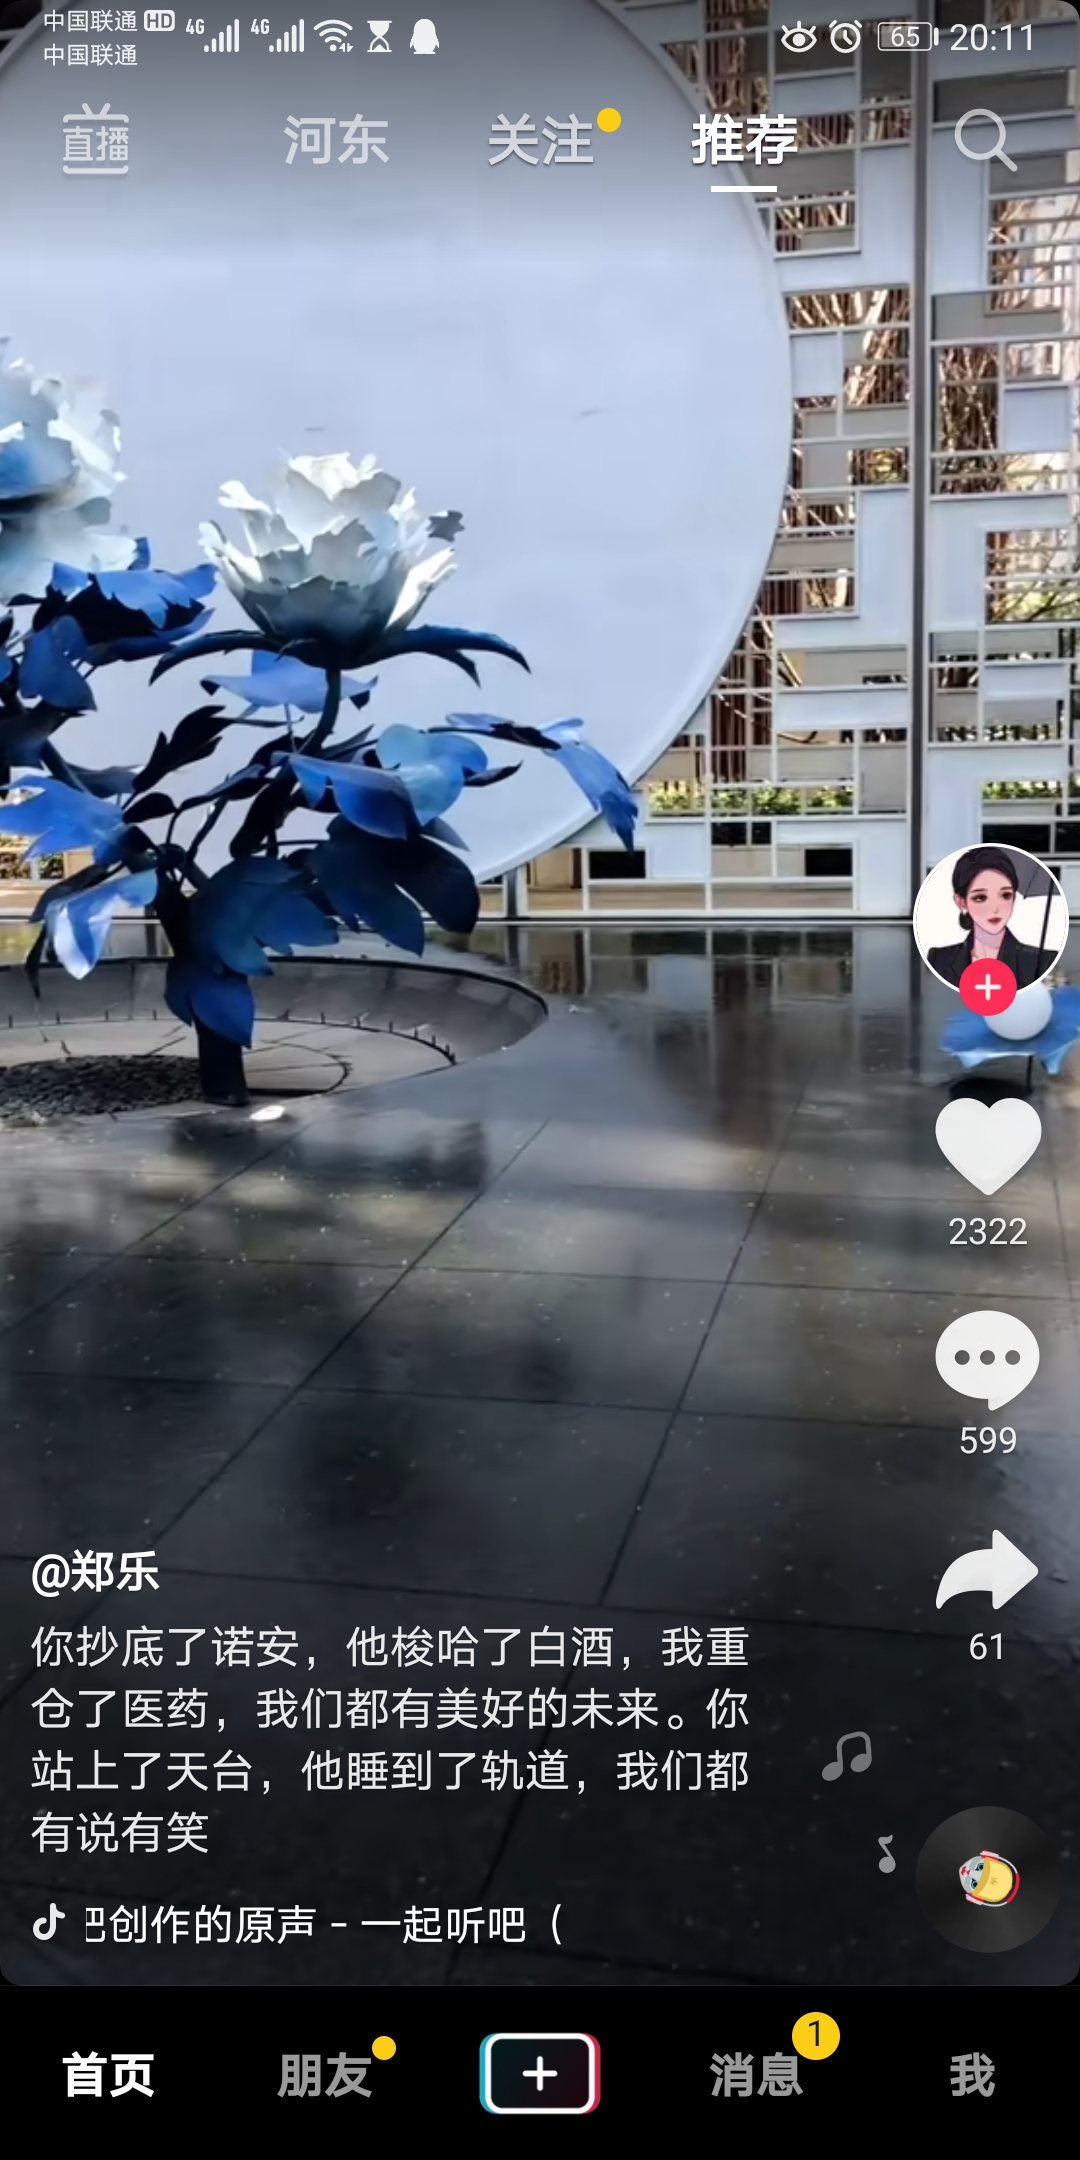 中国联通 HD 4G 4G 65 20:11
中国联通
直播 河东 关注 推荐
2322
599
@郑乐
你抄底了诺安，他梭哈了白酒，我重
61
仓了医药，我们都有美好的未来。你
站上了天台，他睡到了轨道，我们都
有说有笑
创作的原声 - 一起听吧（
首页 朋友 消息 1 我